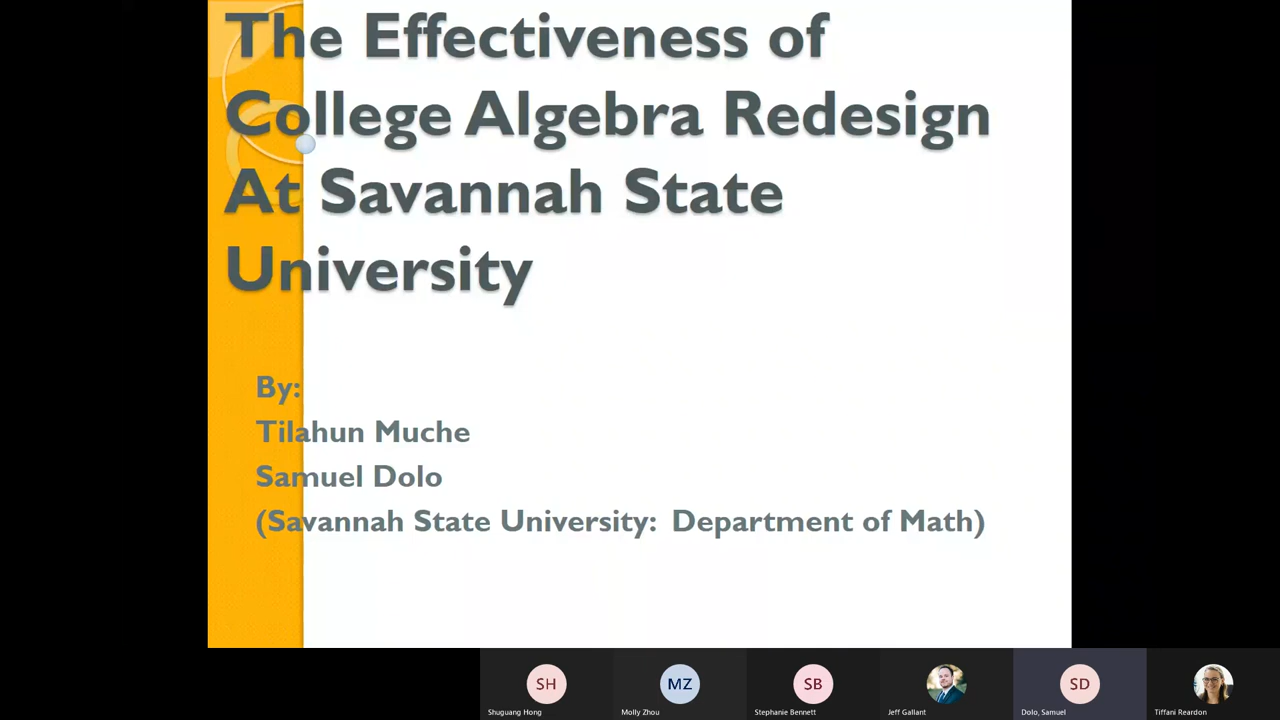 The Effectiveness of
College Algebra Redesign
At Savannah State
University
By:
Tilahun Muche
Samuel Dolo
(Savannah State University: Department of Math)
SH
MZ
SB
SD
Shuguang Hong
Molly Zhou
Stephanie Bennett
Jeff Gallant
Dolo, Samuel
Tiffani Reardon